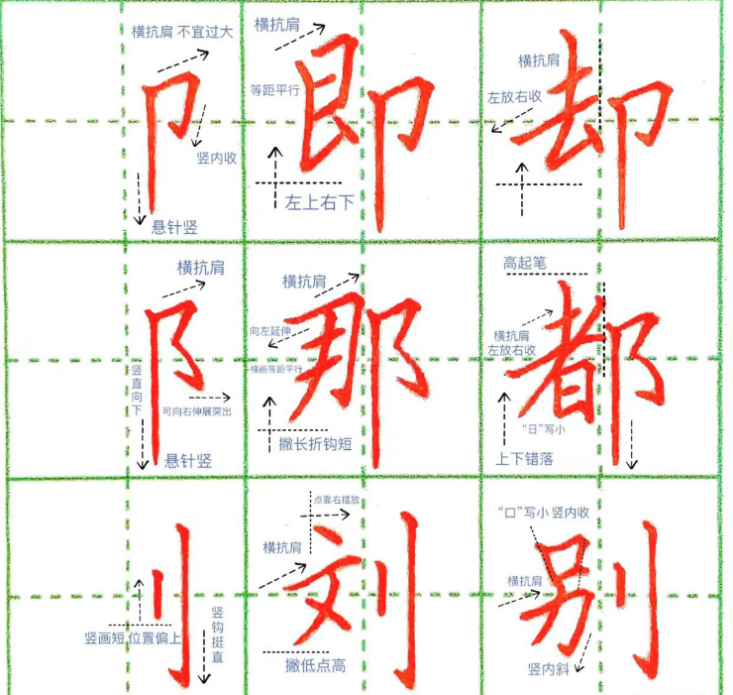 横抗肩 不宜过大
卩
竖内收
悬针竖
横抗肩
等距平行
即
左上右下
横抗肩
左放右收
却
横抗肩
阝
竖直向下
可向右伸展突出
悬针竖
横抗肩
向左延伸
横画等距平行
那
撇长折钩短
高起笔
横抗肩
左放右收
都
“日”写小
上下错落
刂
竖画短 位置偏上
竖钩挺直
点靠右摆放
横抗肩
刘
撇低点高
“口”写小 竖内收
横抗肩
别
竖内斜